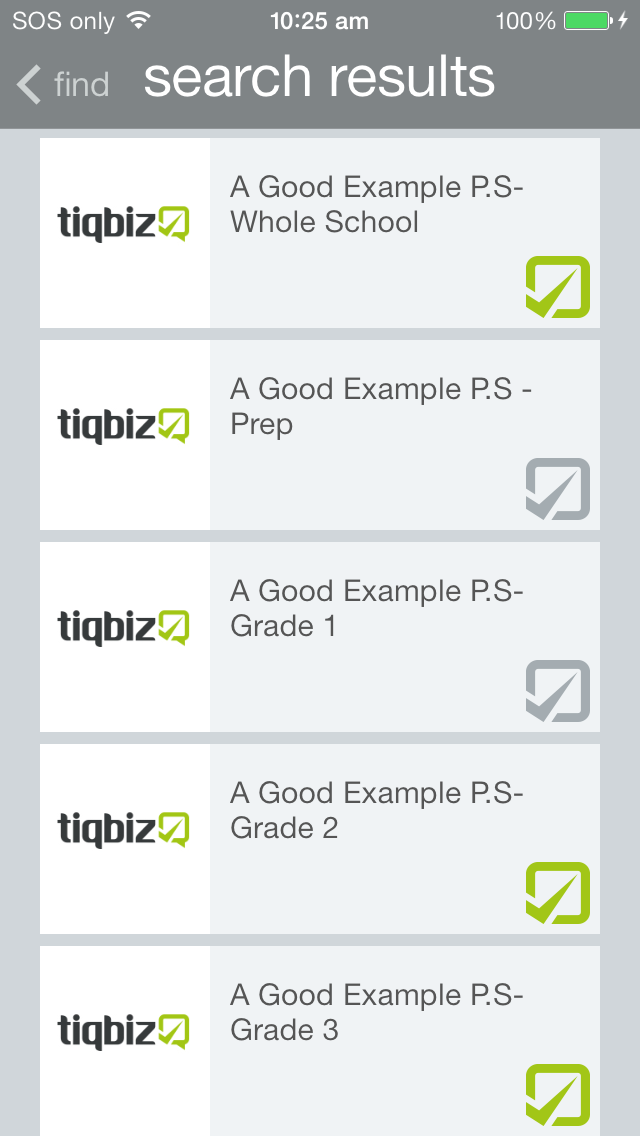 SOS only 10:25 am 100%
find search results
tiqbiz
A Good Example P.S-
Whole School
tiqbiz
A Good Example P.S -
Prep
tiqbiz
A Good Example P.S-
Grade 1
tiqbiz
A Good Example P.S-
Grade 2
tiqbiz
A Good Example P.S-
Grade 3